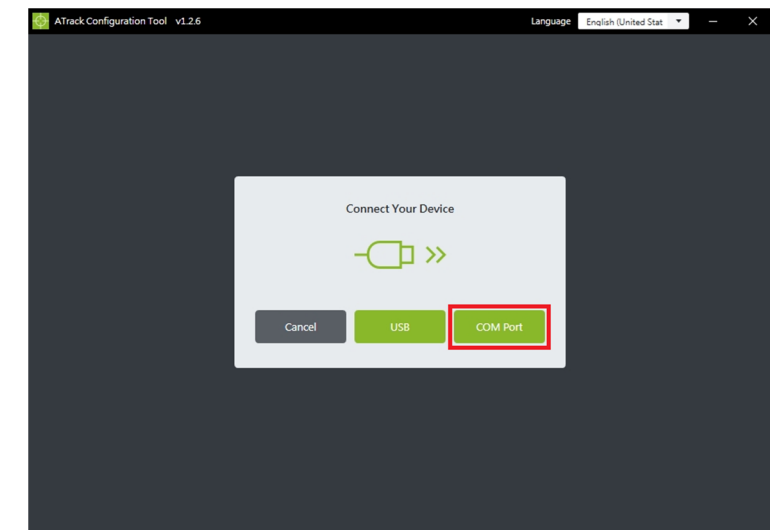 ATrack Configuration Tool v1.2.6
Language English (United Stat
Connect Your Device
Cancel USB COM Port